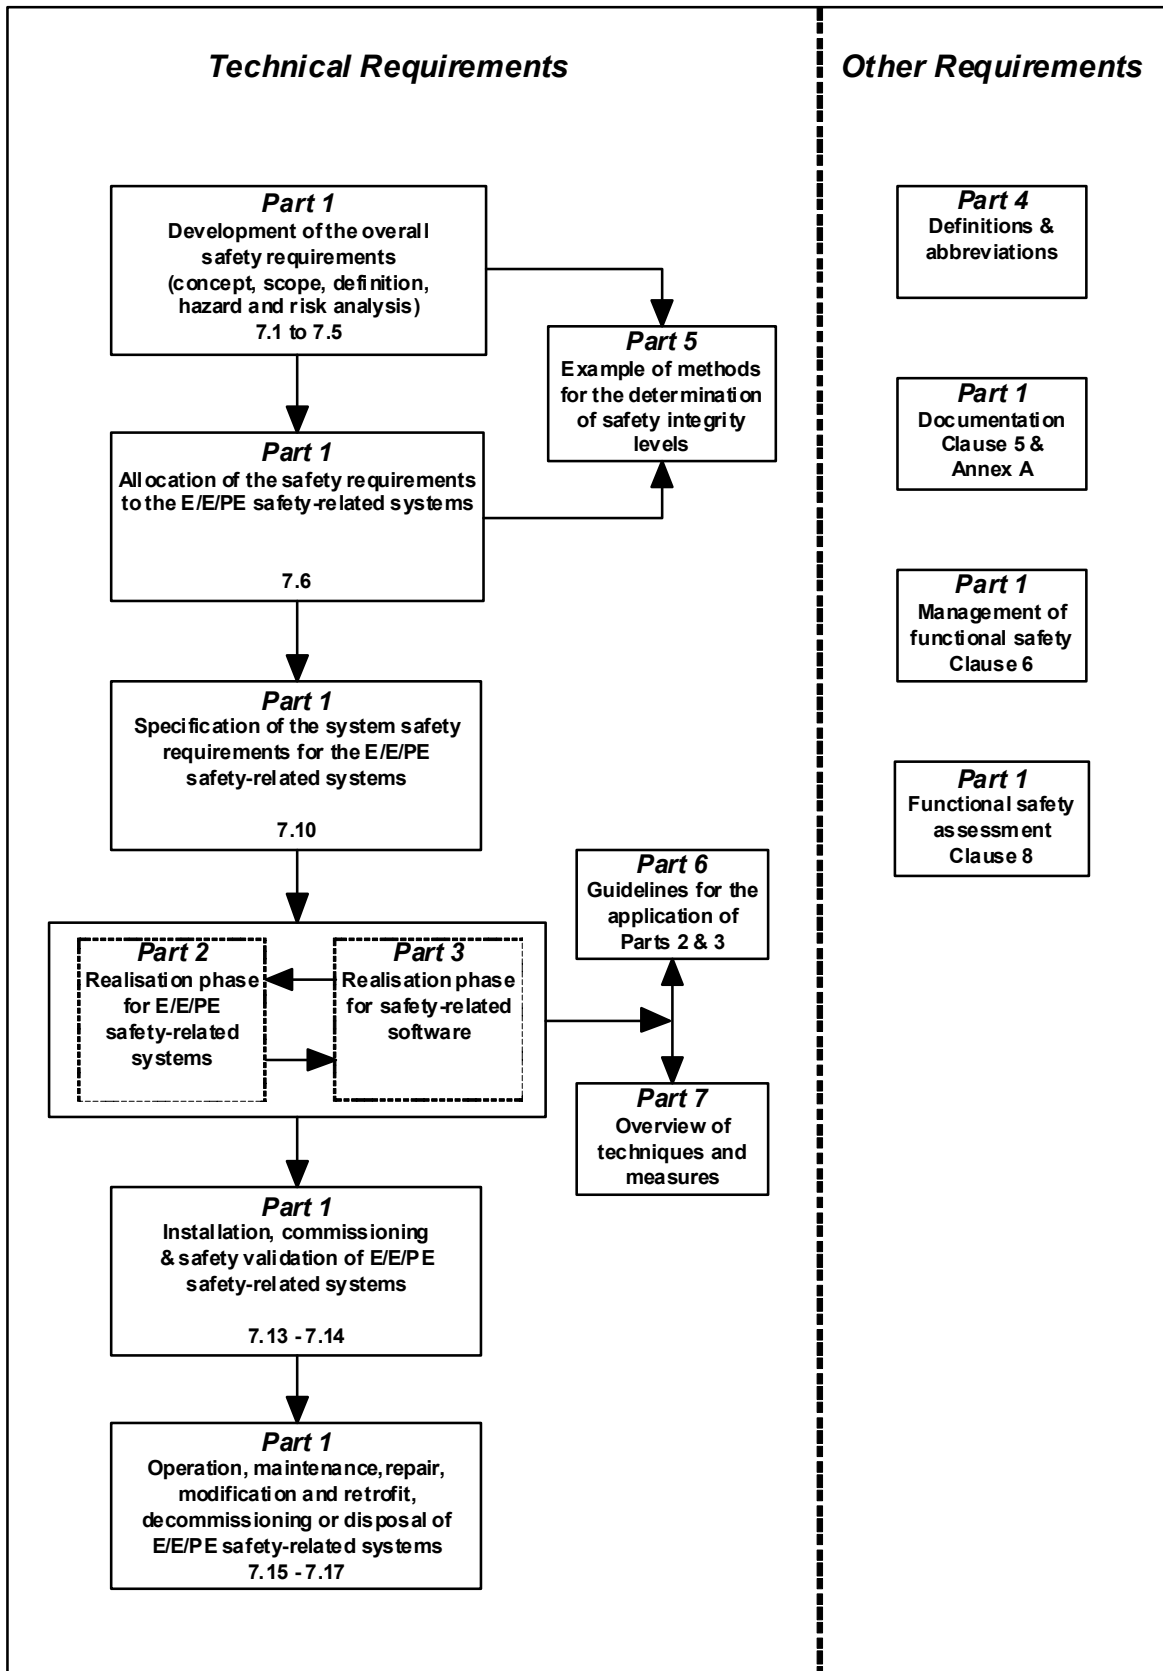 Technical Requirements
Other Requirements
Part 1
Development of the overall
safety requirements
(concept, scope, definition,
hazard and risk analysis)
7.1 to 7.5
Part 5
Example of methods
for the determination
of safety integrity
levels
Part 1
Allocation of the safety requirements
to the E/E/PE safety-related systems
7.6
Part 1
Specification of the system safety
requirements for the E/E/PE
safety-related systems
7.10
Part 6
Guidelines for the
application of
Parts 2 & 3
Part 2
Realisation phase
for E/E/PE
safety-related
systems
Part 3
Realisation phase
for safety-related
software
Part 7
Overview of
techniques and
measures
Part 1
Installation, commissioning
& safety validation of E/E/PE
safety-related systems
7.13 - 7.14
Part 1
Operation, maintenance, repair,
modification and retrofit,
decommissioning or disposal of
E/E/PE safety-related systems
7.15 - 7.17
Part 4
Definitions &
abbreviations
Part 1
Documentation
Clause 5 &
Annex A
Part 1
Management of
functional safety
Clause 6
Part 1
Functional safety
assessment
Clause 8